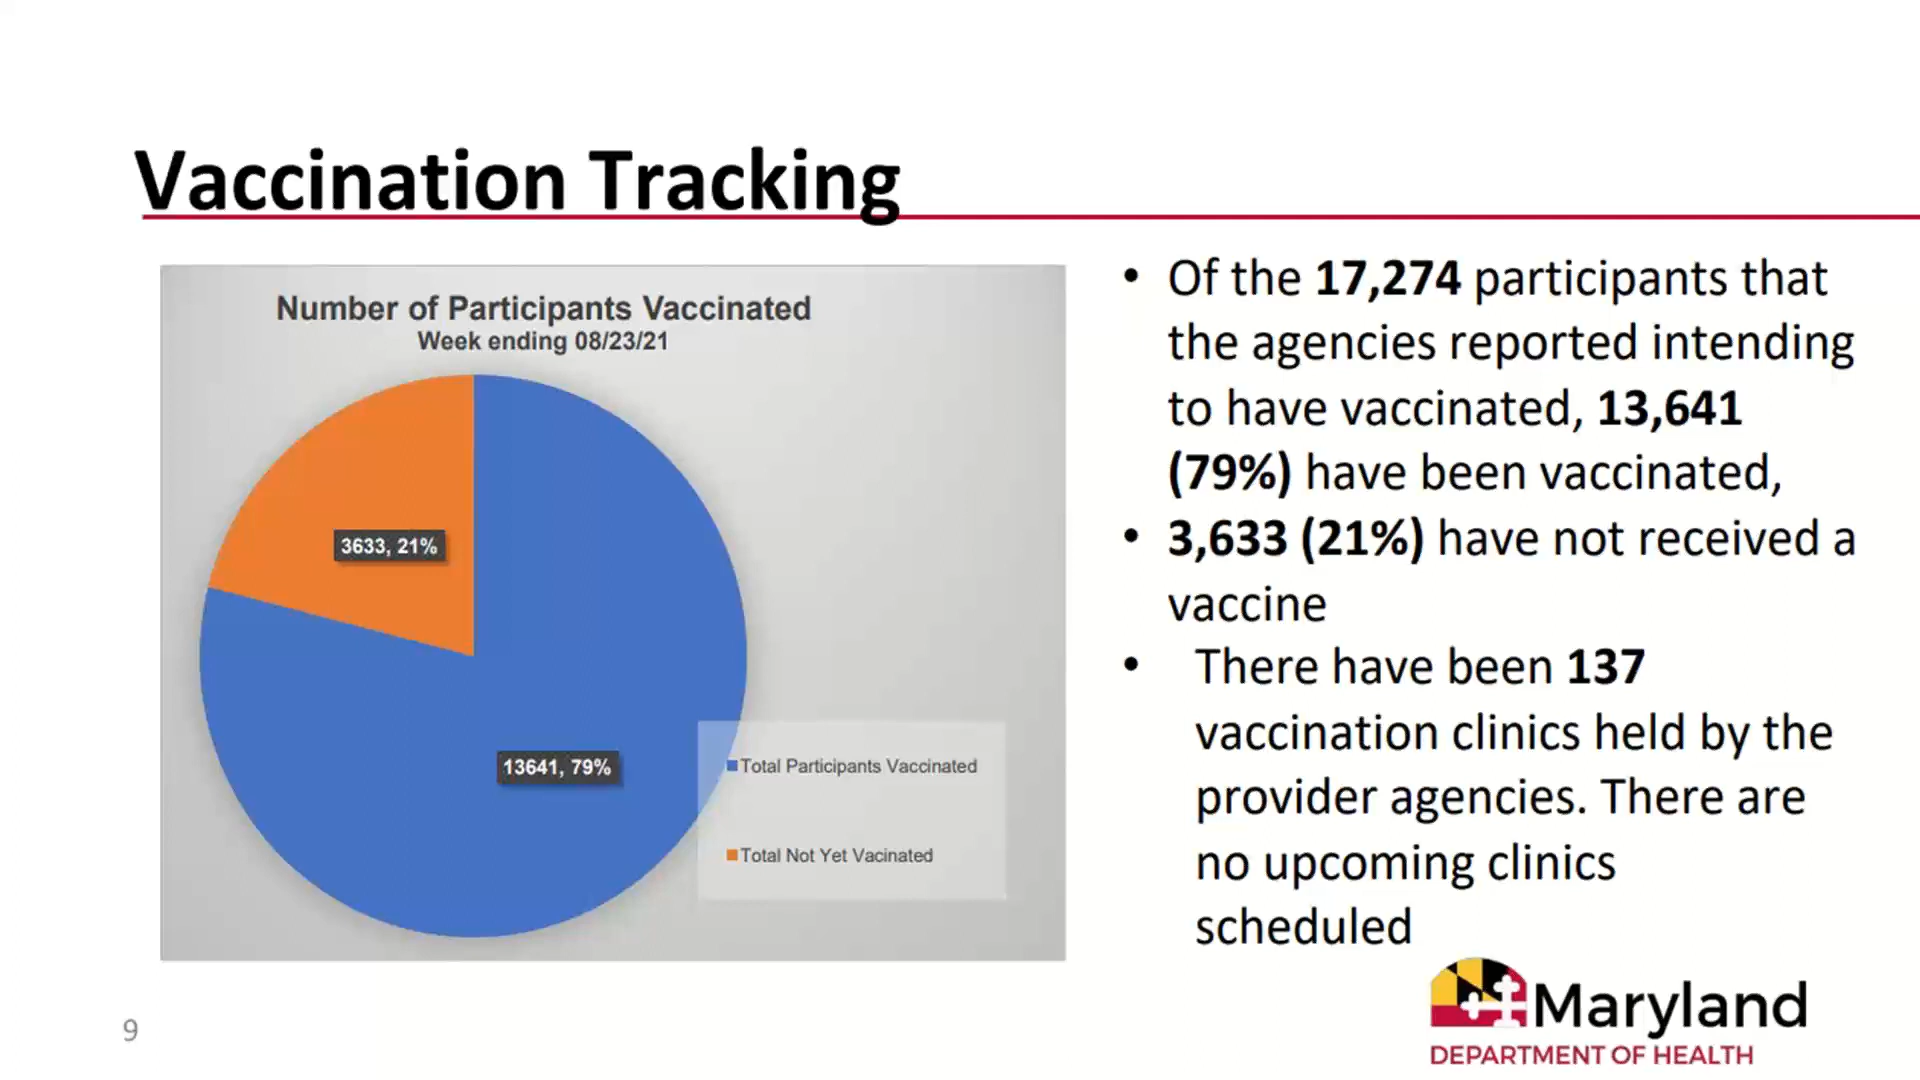 Vaccination Tracking
Number of Participants Vaccinated
Week ending 08/23/21
3633, 21%
13641, 79%
Total Participants Vaccinated
Total Not Yet Vacinated
• Of the 17,274 participants that
the agencies reported intending
to have vaccinated, 13,641
(79%) have been vaccinated,
• 3,633 (21%) have not received a
vaccine
• There have been 137
vaccination clinics held by the
provider agencies. There are
no upcoming clinics
scheduled
9
Maryland
DEPARTMENT OF HEALTH